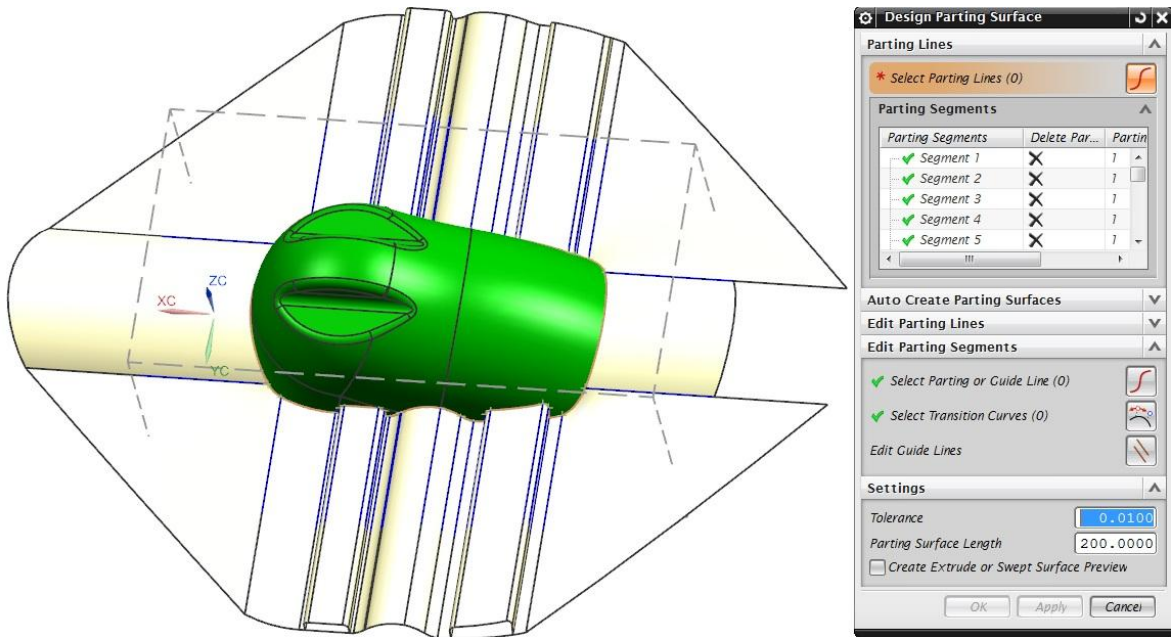 Design Parting Surface
Parting Lines
* Select Parting Lines (0)
Parting Segments
Parting Segments Delete Par... Partin
Segment 1 1
Segment 2 1
Segment 3 1
Segment 4 1
Segment 5 1
Auto Create Parting Surfaces
Edit Parting Lines
Edit Parting Segments
Select Parting or Guide Line (0)
Select Transition Curves (0)
Edit Guide Lines
Settings
Tolerance 0.0100
Parting Surface Length 200.0000
Create Extrude or Swept Surface Preview
OK Apply Cancel
ZC
XC
YC